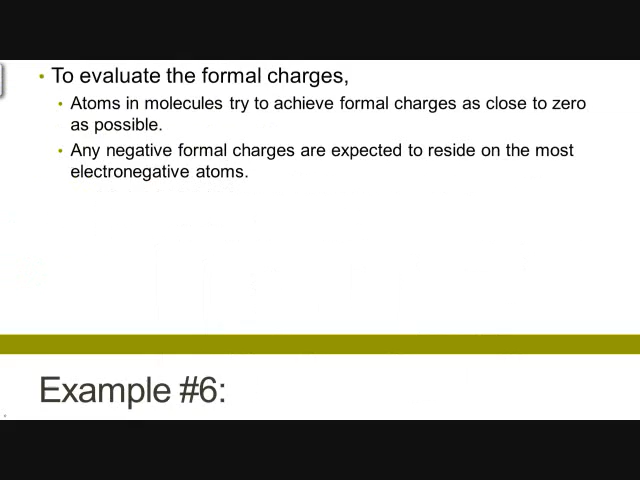 • To evaluate the formal charges,
• Atoms in molecules try to achieve formal charges as close to zero
as possible.
• Any negative formal charges are expected to reside on the most
electronegative atoms.
Example #6: